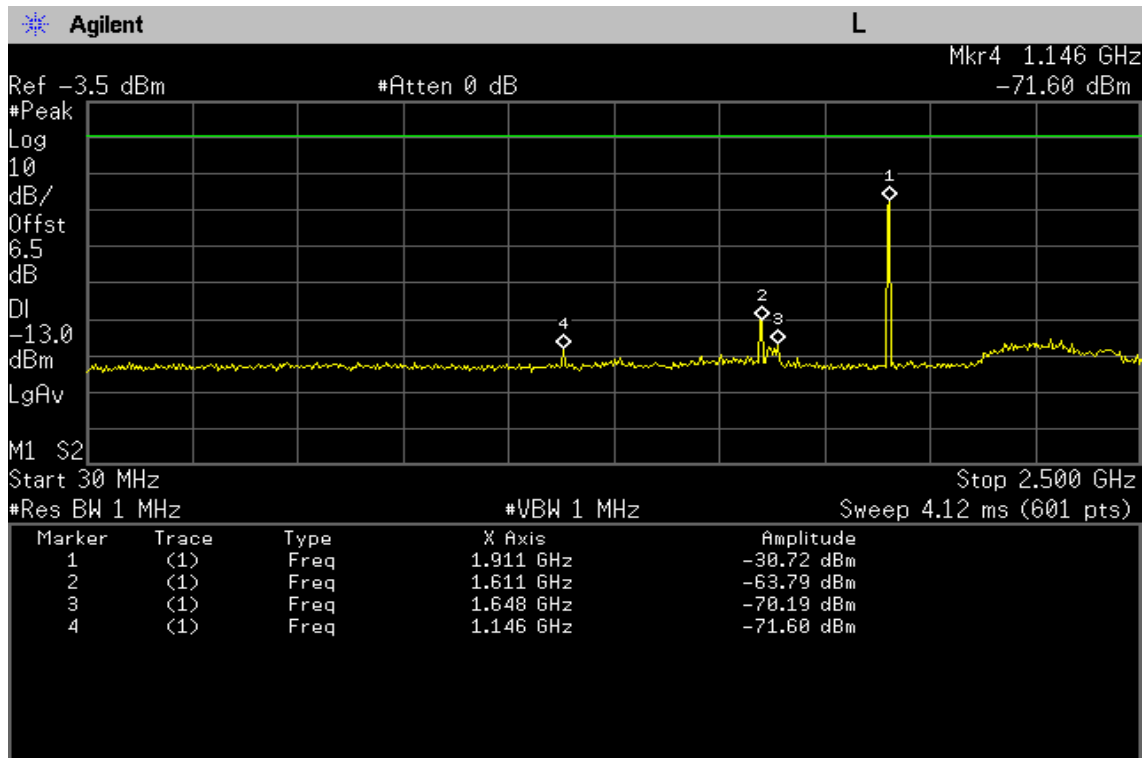 Agilent L
Mkr4 1.146 GHz
Ref -3.5 dBm #Atten 0 dB -71.60 dBm
#Peak
Log
10
dB/
Offst
6.5
dB
DI
-13.0
dBm
LgAv
M1 S2
1
2
3
4
Start 30 MHz Stop 2.500 GHz
#Res BW 1 MHz #VBW 1 MHz Sweep 4.12 ms (601 pts)
Marker Trace Type X Axis Amplitude
1 (1) Freq 1.911 GHz -30.72 dBm
2 (1) Freq 1.611 GHz -63.79 dBm
3 (1) Freq 1.648 GHz -70.19 dBm
4 (1) Freq 1.146 GHz -71.60 dBm